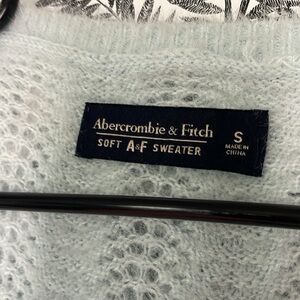 Abercrombie & Fitch
SOFT A&F SWEATER
S
MADE IN
CHINA